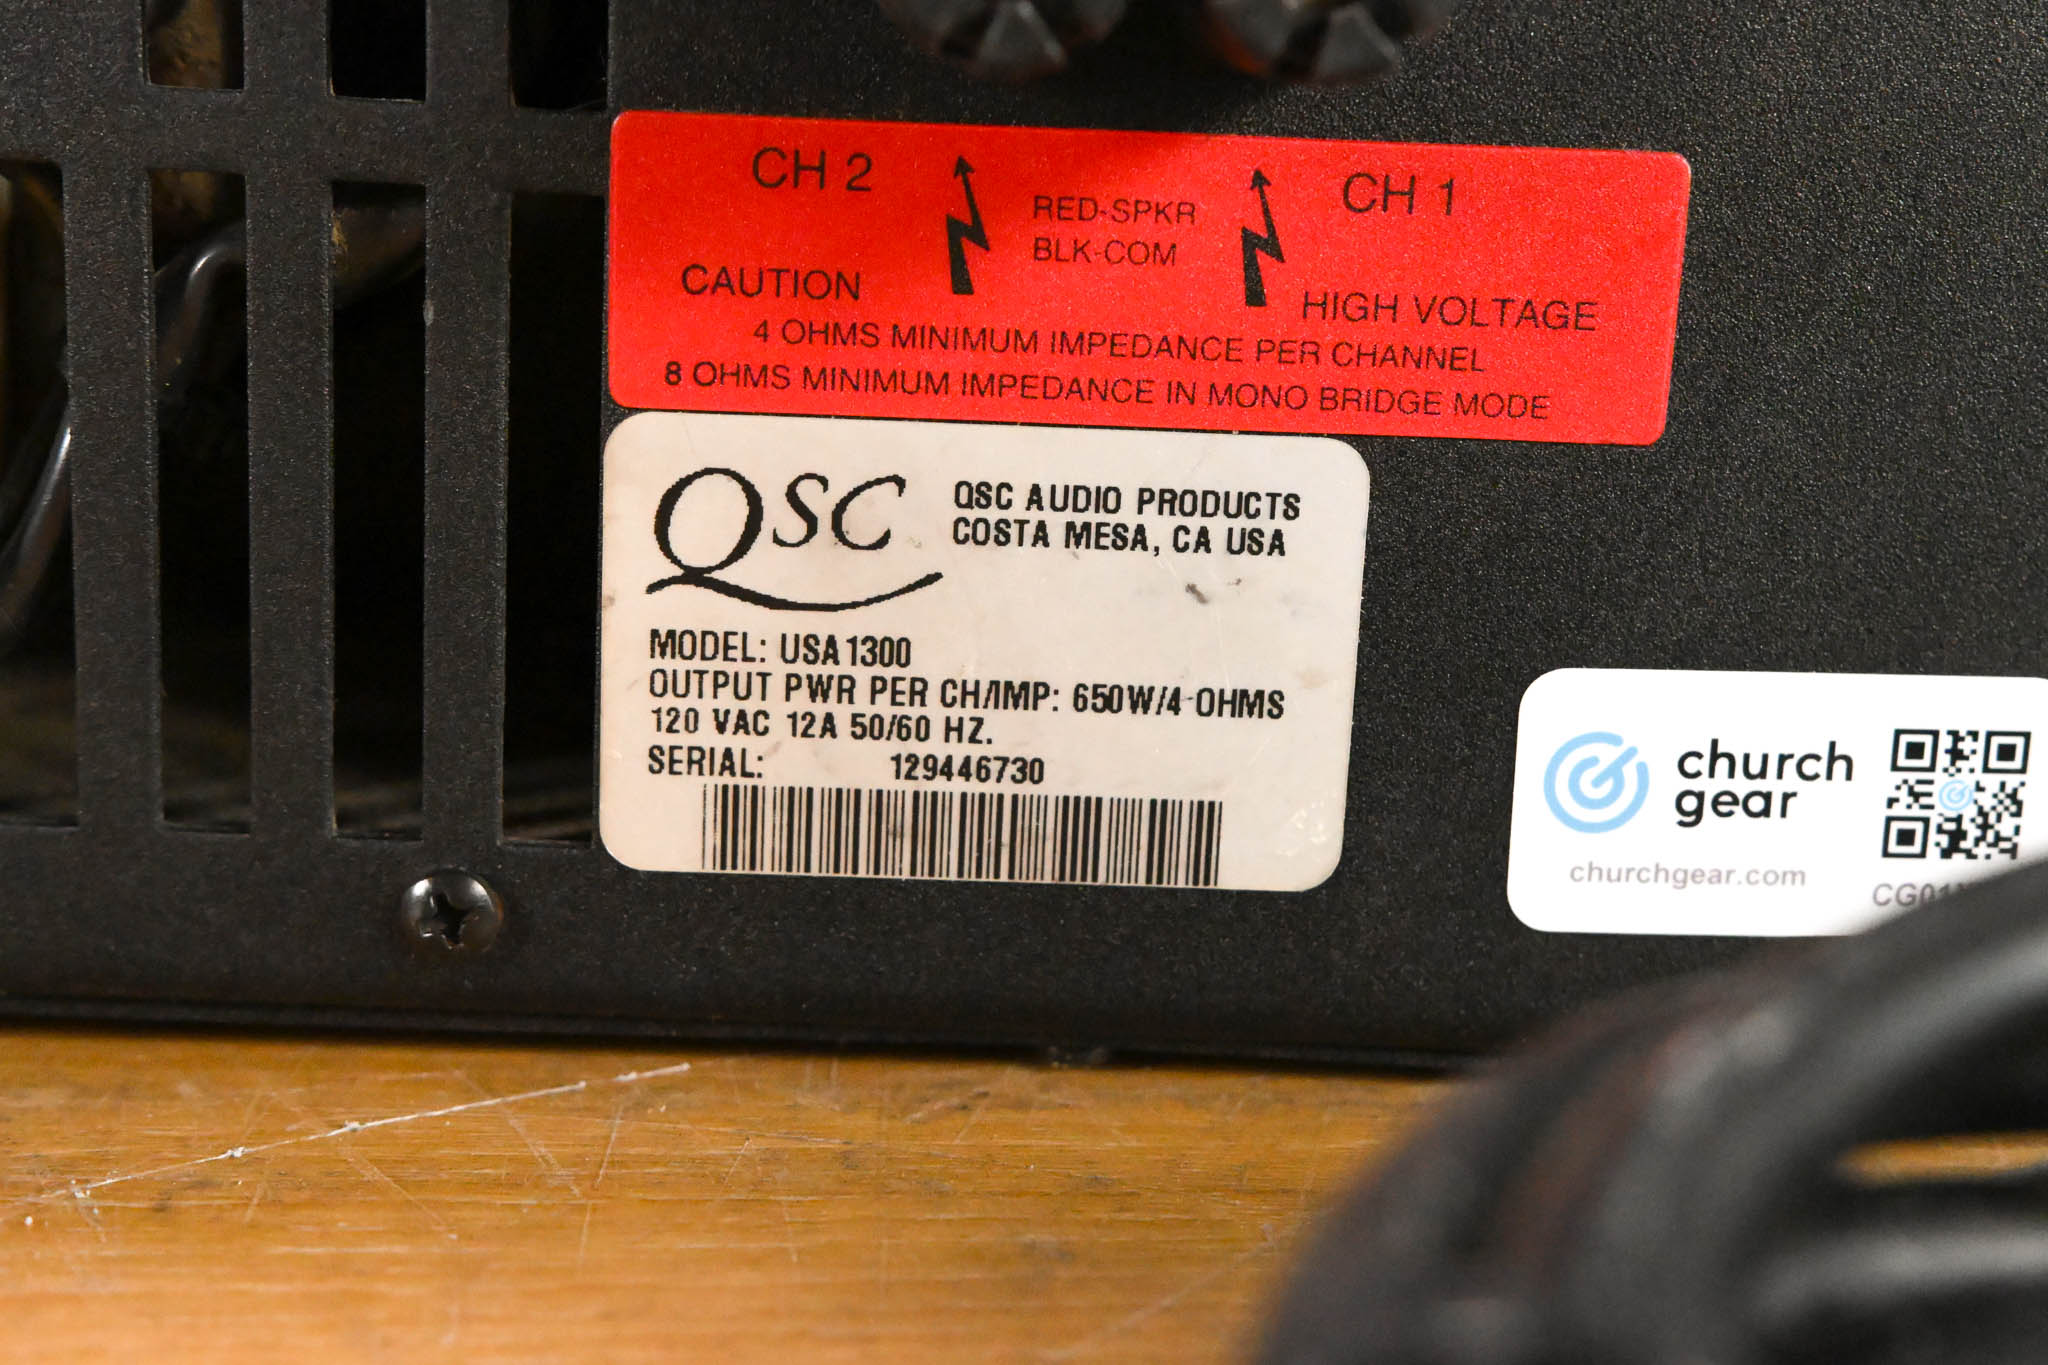 CH 2
RED-SPKR
BLK-COM
CH 1
CAUTION
HIGH VOLTAGE
4 OHMS MINIMUM IMPEDANCE PER CHANNEL
8 OHMS MINIMUM IMPEDANCE IN MONO BRIDGE MODE
QSC
QSC AUDIO PRODUCTS
COSTA MESA, CA USA
MODEL: USA1300
OUTPUT PWR PER CH/IMP: 650W/4 OHMS
120 VAC 12A 50/60 HZ.
SERIAL: 129446730
church
gear
churchgear.com